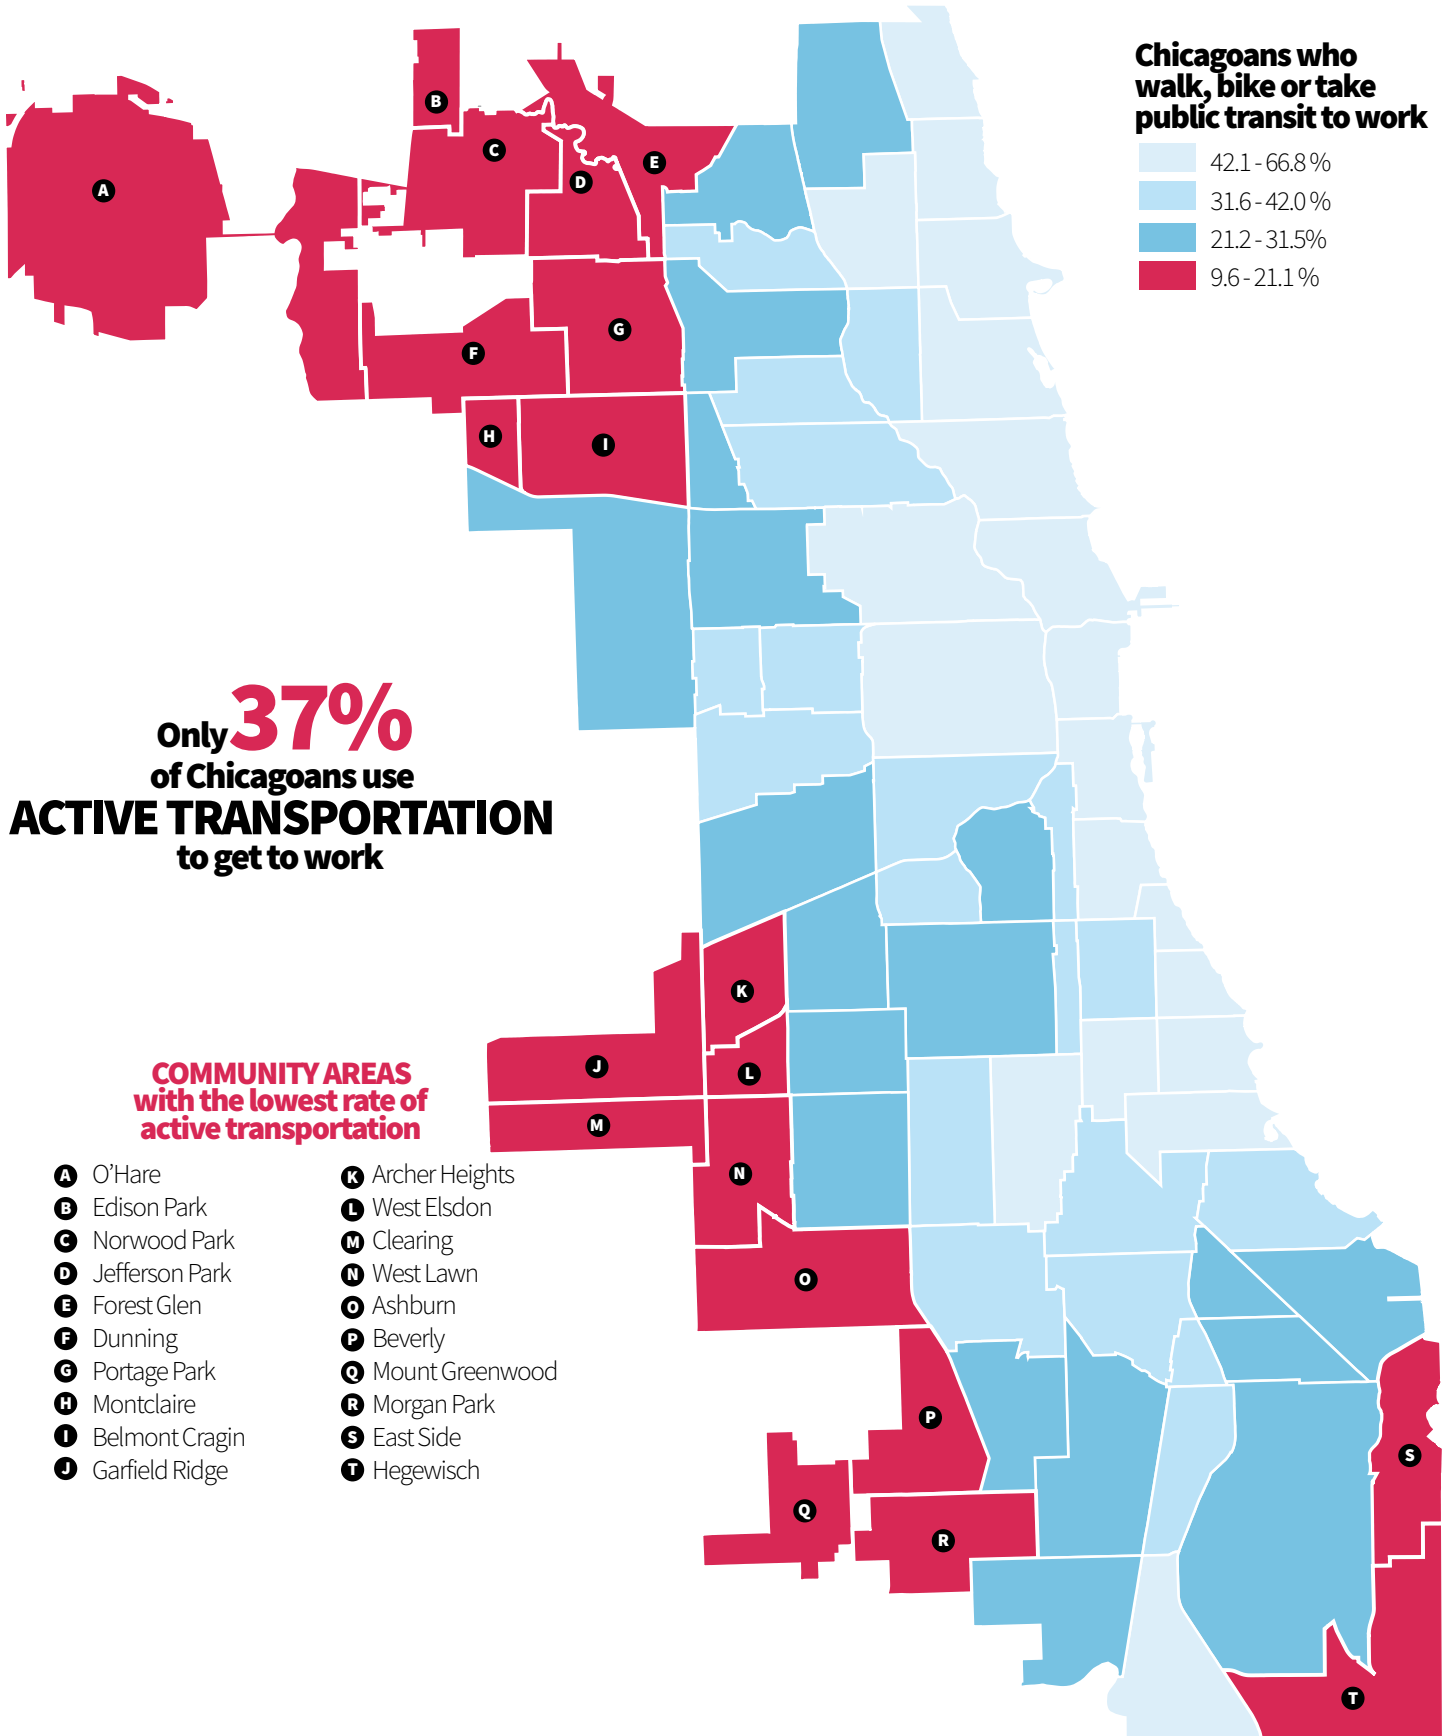 Chicagoans who
walk, bike or take
public transit to work
42.1 - 66.8 %
31.6 - 42.0 %
21.2 - 31.5%
9.6 - 21.1 %
A
B
C
D
E
F
G
H
I
Only 37%
of Chicagoans use
ACTIVE TRANSPORTATION
to get to work
K
J
L
M
N
O
P
Q
R
S
T
COMMUNITY AREAS
with the lowest rate of
active transportation
A O'Hare
B Edison Park
C Norwood Park
D Jefferson Park
E Forest Glen
F Dunning
G Portage Park
H Montclaire
I Belmont Cragin
J Garfield Ridge
K Archer Heights
L West Elsdon
M Clearing
N West Lawn
O Ashburn
P Beverly
Q Mount Greenwood
R Morgan Park
S East Side
T Hegewisch